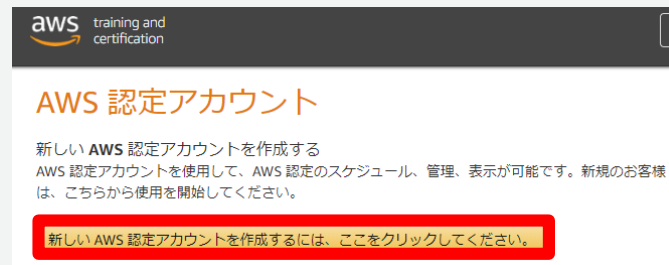 aws training and
certification
AWS 認定アカウント
新しい AWS 認定アカウントを作成する
AWS 認定アカウントを使用して、AWS 認定のスケジュール、管理、表示が可能です。新規のお客様
は、こちらから使用を開始してください。
新しい AWS 認定アカウントを作成するには、ここをクリックしてください。